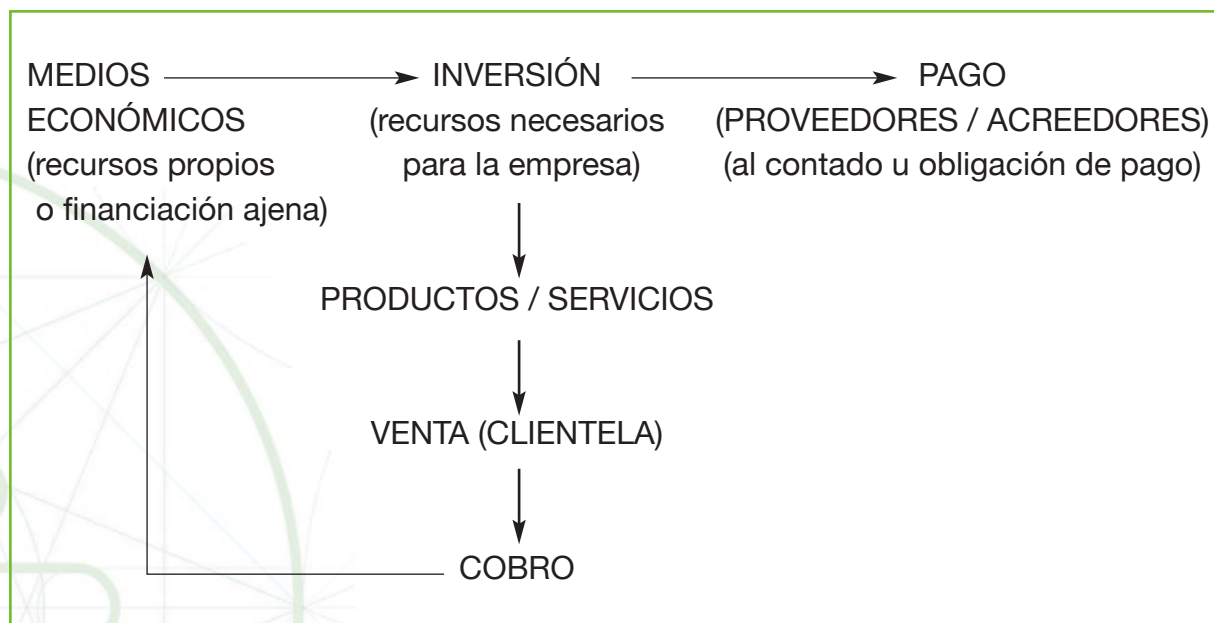 MEDIOS
ECONÓMICOS
(recursos propios
o financiación ajena)
INVERSIÓN
(recursos necesarios
para la empresa)
PAGO
(PROVEEDORES / ACREEDORES)
(al contado u obligación de pago)
PRODUCTOS / SERVICIOS
VENTA (CLIENTELA)
COBRO